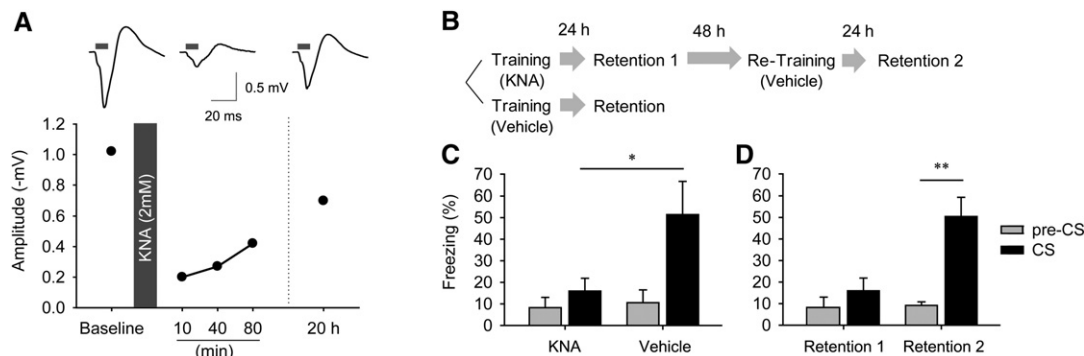 A
0.5 mV
20 ms
1.2
1.0
0.8
0.6
0.4
0.2
0.0
Amplitude (-mV)
KNA (2mM)
Baseline
10 40 80
(min)
20 h
B
24 h 48 h 24 h
Training Retention 1 Re-Training Retention 2
(KNA) (Vehicle)
Training Retention
(Vehicle)
C
*
70
60
50
40
30
20
10
0
Freezing (%)
KNA Vehicle
D
**
70
60
50
40
30
20
10
0
Retention 1 Retention 2
pre-CS
CS